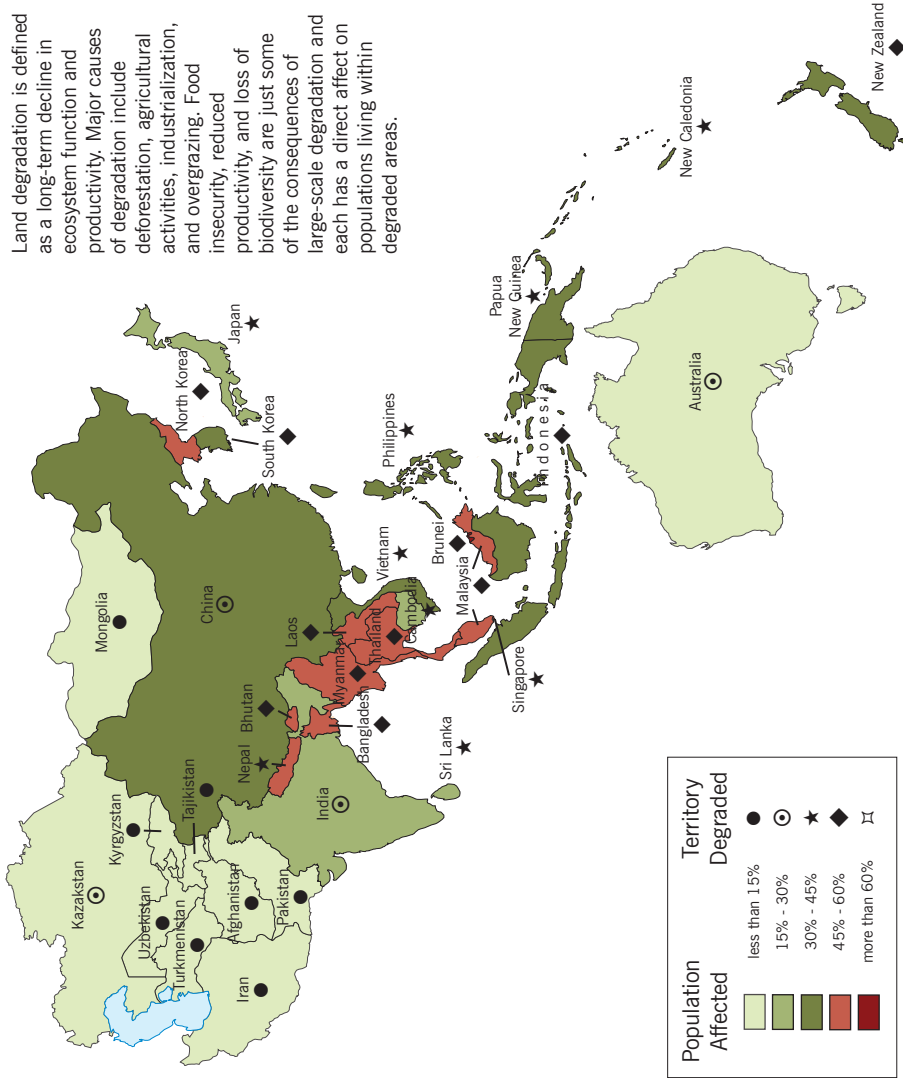 Land degradation is defined
as a long-term decline in
ecosystem function and
productivity. Major causes
of degradation include
deforestation, agricultural
activities, industrialization,
and overgrazing. Food
insecurity, reduced
productivity, and loss of
biodiversity are just some
of the consequences of
large-scale degradation and
each has a direct affect on
populations living within
degraded areas.
Kazakstan
Mongolia
Kyrgyzstan
Uzbekistan
Tajikistan
Turkmenistan
Afghanistan
Pakistan
Iran
China
North Korea
Japan
South Korea
Nepal
Bhutan
India
Bangladesh
Myanmar
Laos
Thailand
Cambodia
Vietnam
Philippines
Sri Lanka
Singapore
Malaysia
Brunei
Indonesia
Papua
New Guinea
Australia
New Caledonia
New Zealand
Population
Affected
Territory
Degraded
less than 15%
15% - 30%
30% - 45%
45% - 60%
more than 60%